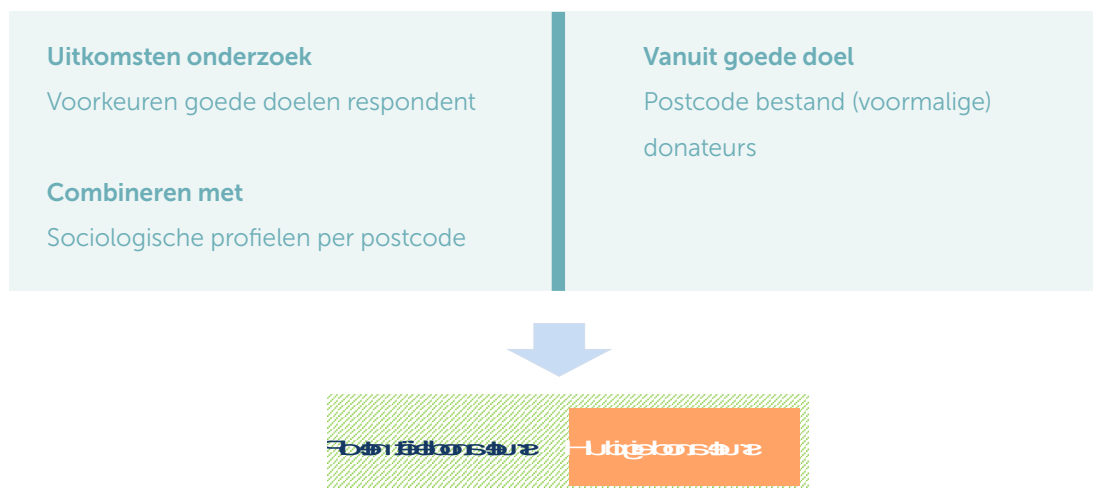 Uitkomsten onderzoek
Voorkeuren goede doelen respondent
Combineren met
Sociologische profielen per postcode
Vanuit goede doel
Postcode bestand (voormalige)
donateurs